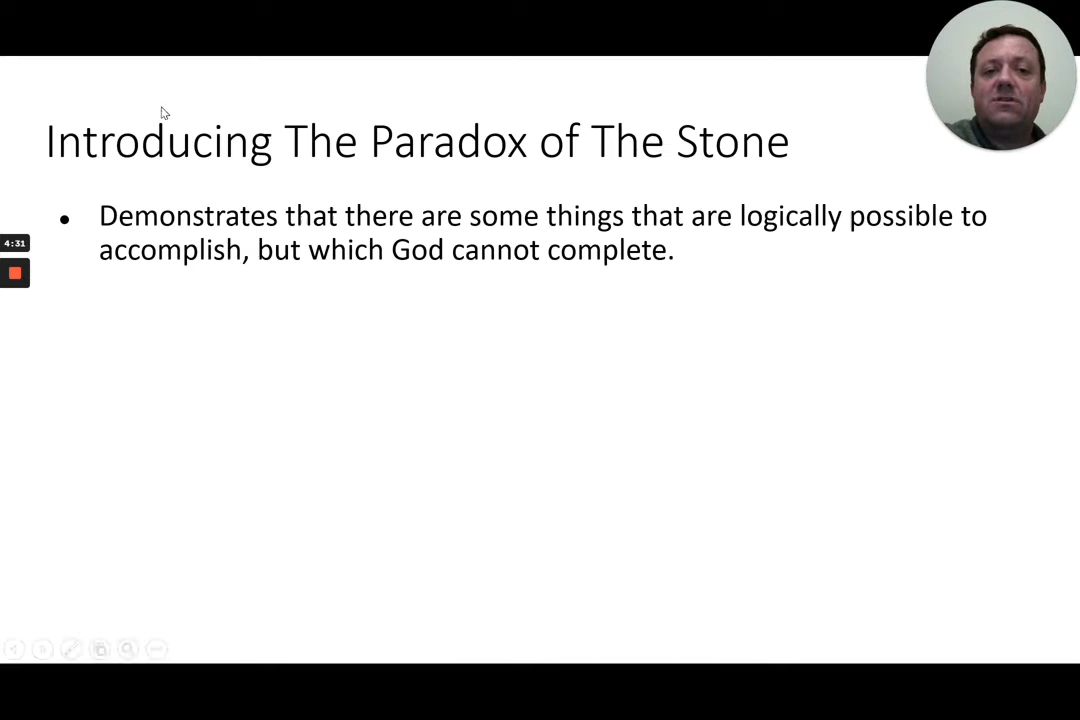 Introducing The Paradox of The Stone
● Demonstrates that there are some things that are logically possible to
accomplish, but which God cannot complete.
4:31